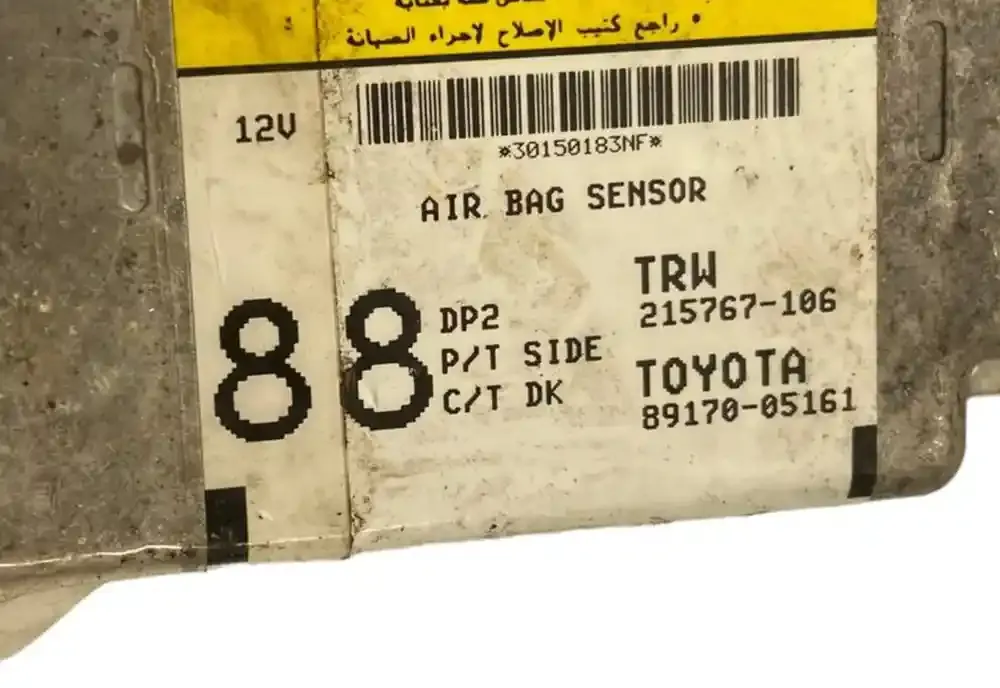 • راجع كتيب الإصلاح لاجراء الصيانة
12V
*30150183NF*
AIR BAG SENSOR
TRW
215767-106
88
DP2
P/T SIDE
C/T DK
TOYOTA
89170-05161